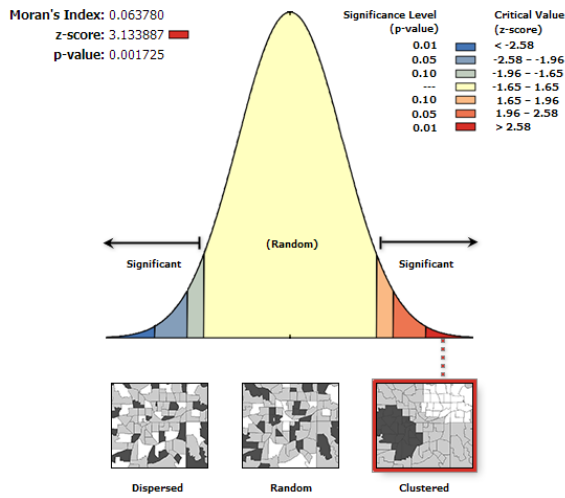 Moran's Index: 0.063780
z-score: 3.133887
p-value: 0.001725
Significance Level
(p-value)
Critical Value
(z-score)
0.01 < -2.58
0.05 -2.58 – -1.96
0.10 -1.96 – -1.65
--- -1.65 – 1.65
0.10 1.65 – 1.96
0.05 1.96 – 2.58
0.01 > 2.58
(Random)
Significant
Significant
Dispersed
Random
Clustered